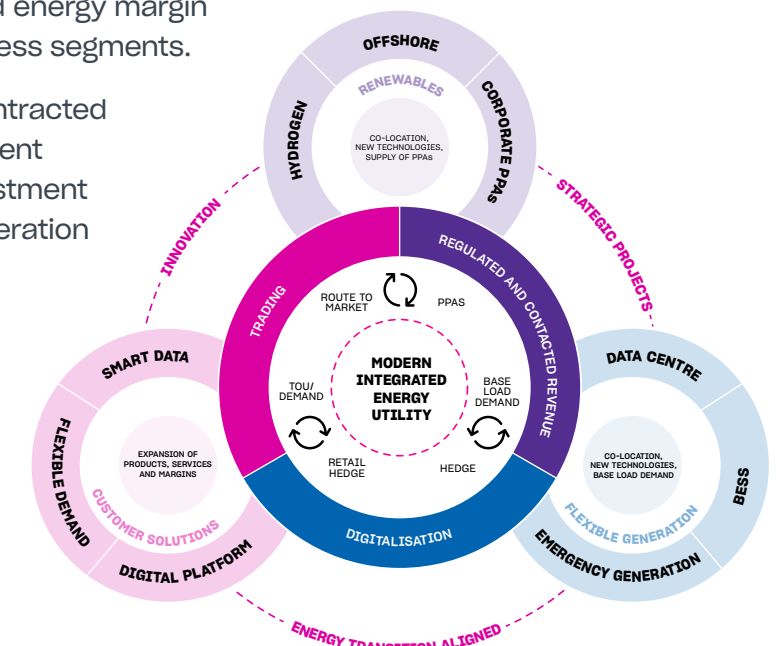 d energy margin
ess segments.
ntracted
ent
stment
eration
OFFSHORE
RENEWABLES
HYDROGEN
CORPORATE PPAs
CO-LOCATION,
NEW TECHNOLOGIES,
SUPPLY OF PPAs
INNOVATION
STRATEGIC PROJECTS
TRADING
REGULATED AND CONTACTED REVENUE
ROUTE TO
MARKET
PPAS
MODERN
INTEGRATED
ENERGY
UTILITY
TOU/
DEMAND
BASE
LOAD
DEMAND
RETAIL
HEDGE
HEDGE
DIGITALISATION
SMART DATA
FLEXIBLE DEMAND
EXPANSION OF
PRODUCTS, SERVICES
AND MARGINS
CUSTOMER SOLUTIONS
DIGITAL PLATFORM
DATA CENTRE
BESS
CO-LOCATION,
NEW TECHNOLOGIES,
BASE LOAD DEMAND
FLEXIBLE GENERATION
EMERGENCY GENERATION
ENERGY TRANSITION ALIGNED